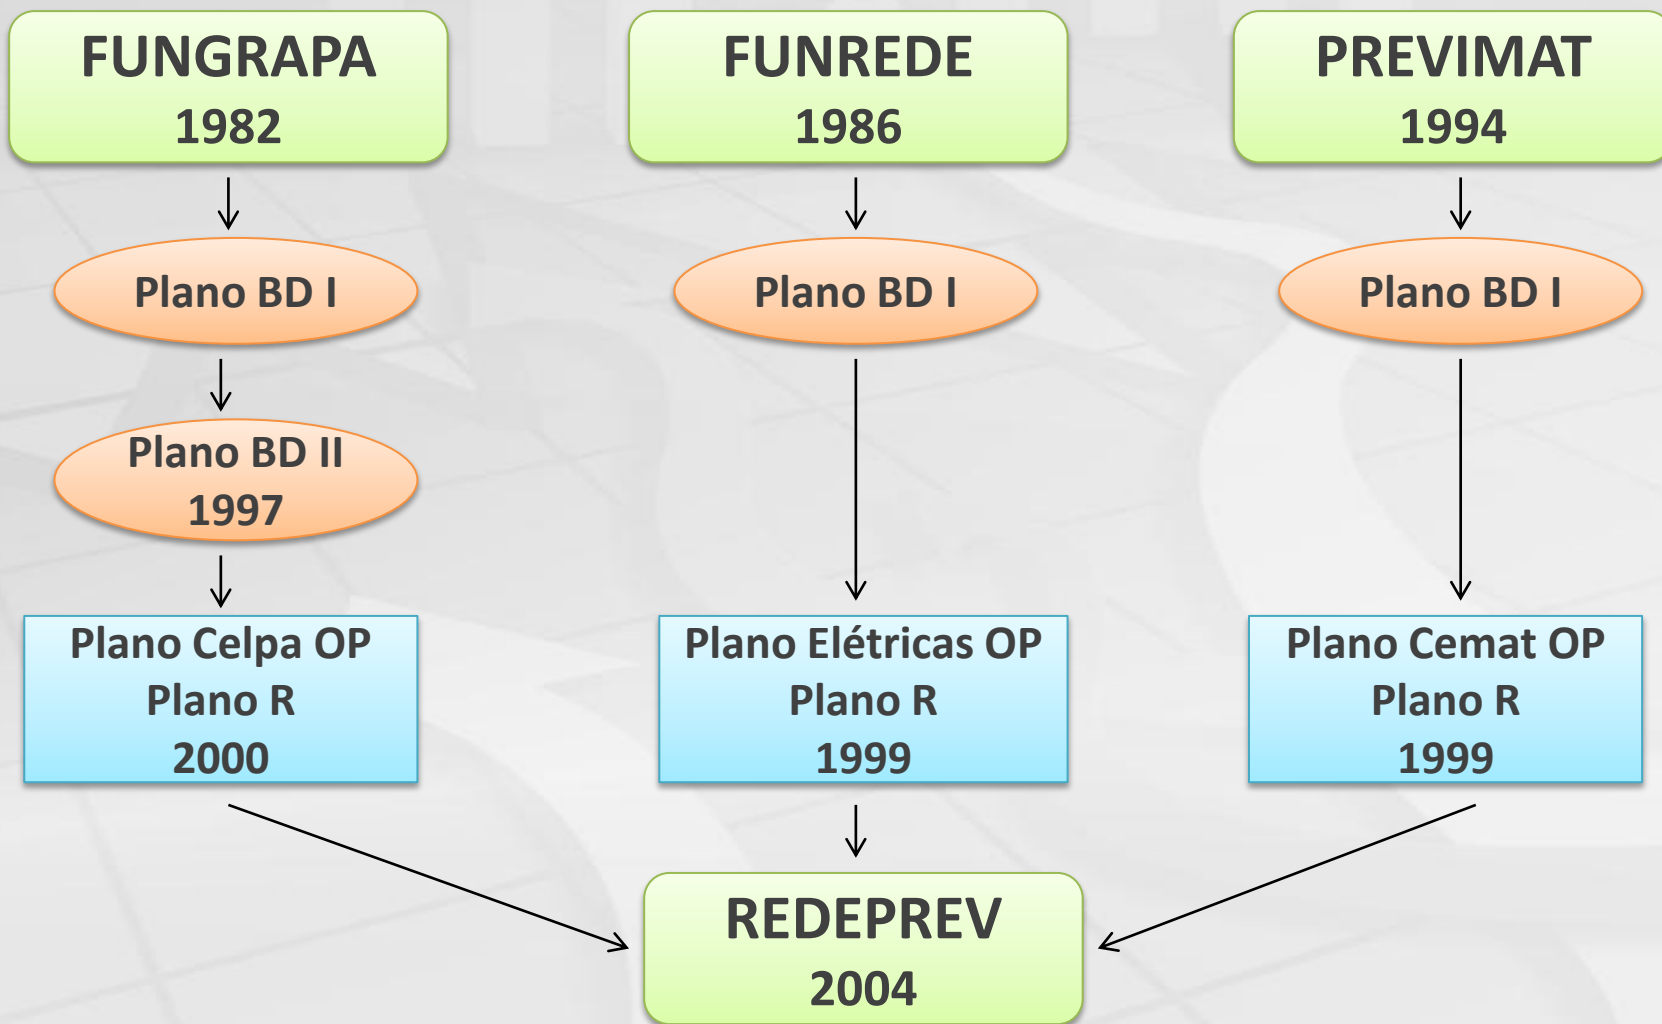 FUNGRAPA
1982
FUNREDE
1986
PREVIMAT
1994
Plano BD I
Plano BD I
Plano BD I
Plano BD II
1997
Plano Celpa OP
Plano R
2000
Plano Elétricas OP
Plano R
1999
Plano Cemat OP
Plano R
1999
REDEPREV
2004